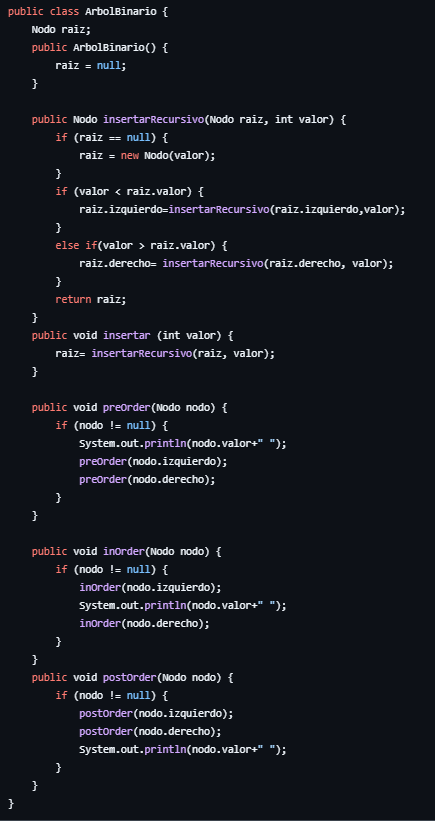 public class ArbolBinario {
    Nodo raiz;
    public ArbolBinario() {
        raiz = null;
    }

    public Nodo insertarRecursivo(Nodo raiz, int valor) {
        if (raiz == null) {
            raiz = new Nodo(valor);
        }
        if (valor < raiz.valor) {
            raiz.izquierdo=insertarRecursivo(raiz.izquierdo,valor);
        }
        else if(valor > raiz.valor) {
            raiz.derecho= insertarRecursivo(raiz.derecho, valor);
        }
        return raiz;
    }
    public void insertar (int valor) {
        raiz= insertarRecursivo(raiz, valor);
    }

    public void preOrder(Nodo nodo) {
        if (nodo != null) {
            System.out.println(nodo.valor+" ");
            preOrder(nodo.izquierdo);
            preOrder(nodo.derecho);
        }
    }

    public void inOrder(Nodo nodo) {
        if (nodo != null) {
            inOrder(nodo.izquierdo);
            System.out.println(nodo.valor+" ");
            inOrder(nodo.derecho);
        }
    }
    public void postOrder(Nodo nodo) {
        if (nodo != null) {
            postOrder(nodo.izquierdo);
            postOrder(nodo.derecho);
            System.out.println(nodo.valor+" ");
        }
    }
}